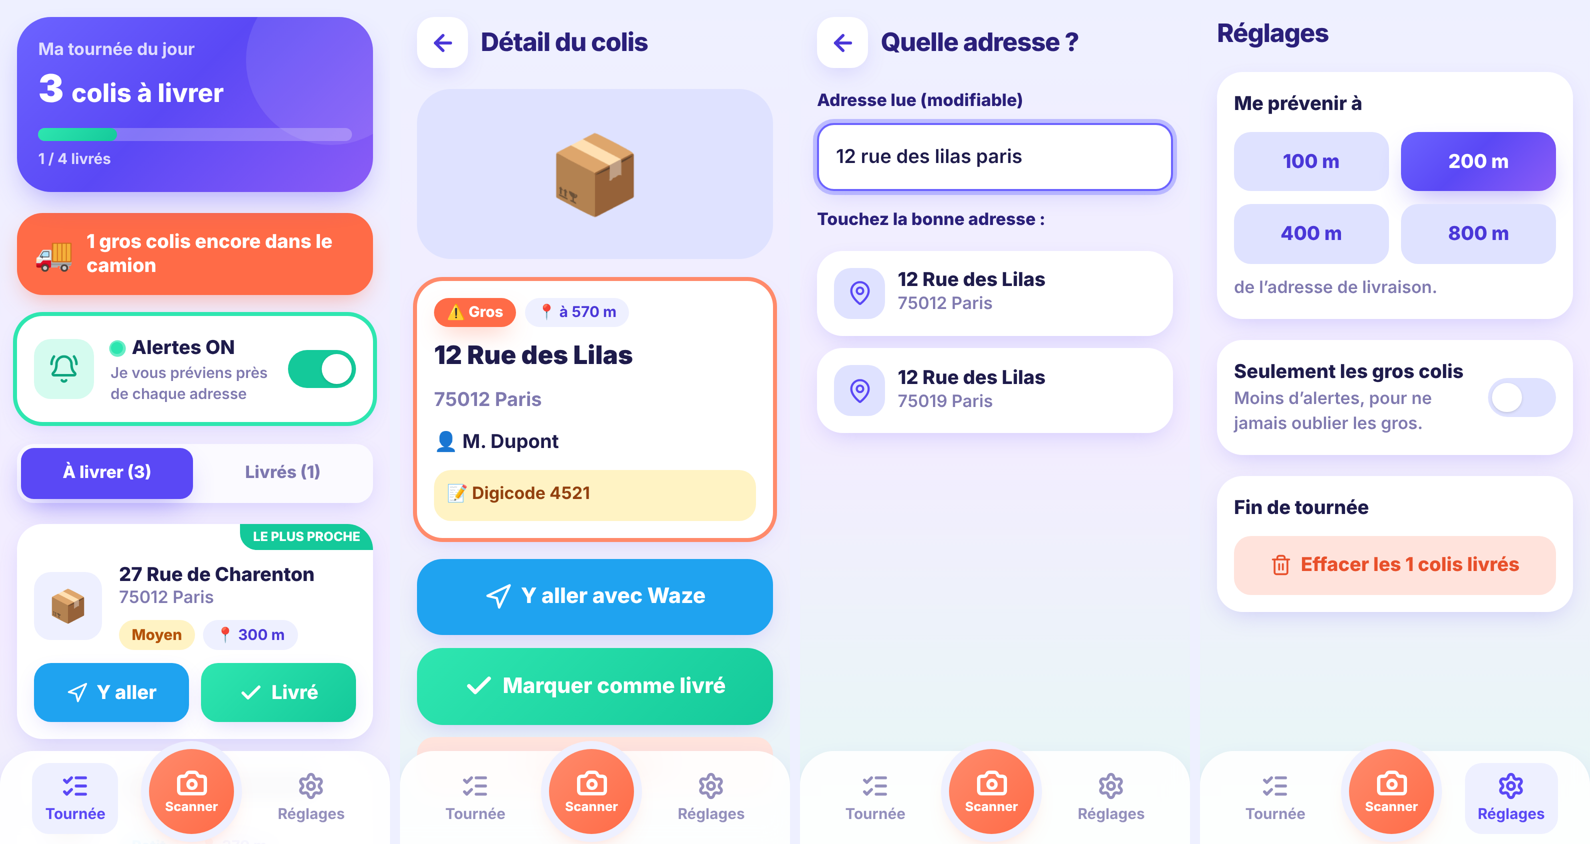 Ma tournée du jour
3 colis à livrer
1 / 4 livrés
1 gros colis encore dans le
camion
Alertes ON
Je vous préviens près
de chaque adresse
À livrer (3)
Livrés (1)
LE PLUS PROCHE
27 Rue de Charenton
75012 Paris
Moyen
300 m
Y aller
Livré
Tournée
Scanner
Réglages
Détail du colis
Gros
à 570 m
12 Rue des Lilas
75012 Paris
M. Dupont
Digicode 4521
Y aller avec Waze
Marquer comme livré
Tournée
Scanner
Réglages
Quelle adresse ?
Adresse lue (modifiable)
12 rue des lilas paris
Touchez la bonne adresse :
12 Rue des Lilas
75012 Paris
12 Rue des Lilas
75019 Paris
Tournée
Scanner
Réglages
Réglages
Me prévenir à
100 m
200 m
400 m
800 m
de l’adresse de livraison.
Seulement les gros colis
Moins d’alertes, pour ne
jamais oublier les gros.
Fin de tournée
Effacer les 1 colis livrés
Tournée
Scanner
Réglages